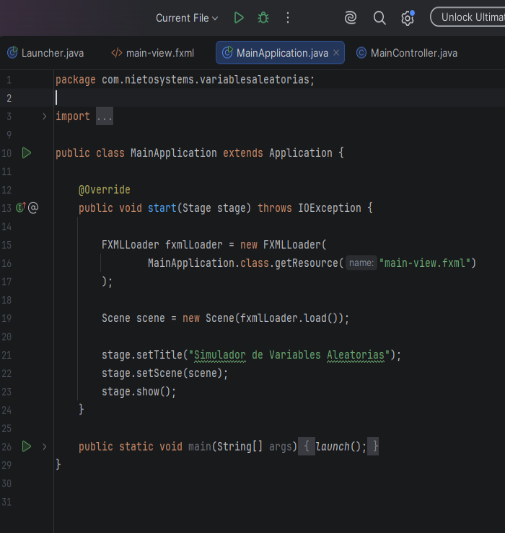 Current File
Unlock Ultima
Launcher.java
main-view.fxml
MainApplication.java
MainController.java
1 package com.nietosystems.variablesaleatorias;
2
3 import ...
9
10 public class MainApplication extends Application {
11
12 @Override
13 public void start(Stage stage) throws IOException {
14
15 FXMLLoader fxmlLoader = new FXMLLoader(
16 MainApplication.class.getResource( name: "main-view.fxml")
17 );
18
19 Scene scene = new Scene(fxmlLoader.load());
20
21 stage.setTitle("Simulador de Variables Aleatorias");
22 stage.setScene(scene);
23 stage.show();
24 }
25
26 public static void main(String[] args) { launch(); }
29 }
30
31